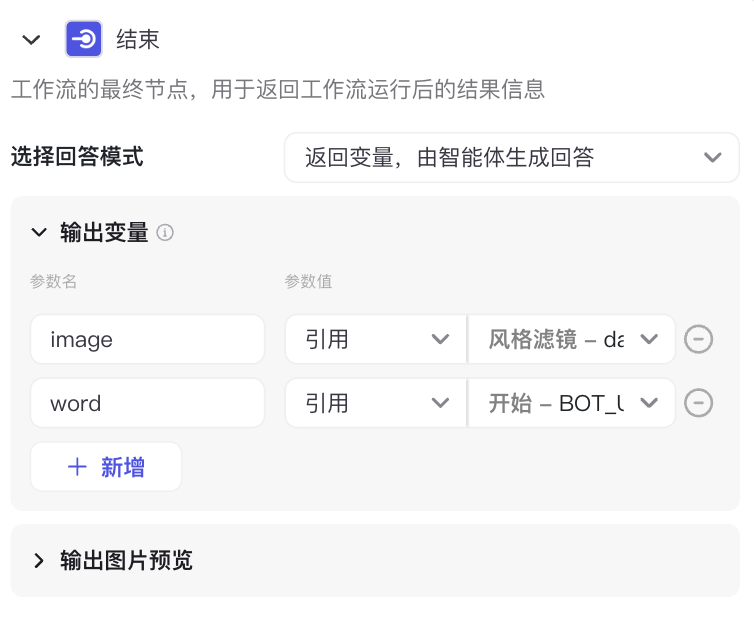 结束
工作流的最终节点，用于返回工作流运行后的结果信息
选择回答模式 返回变量，由智能体生成回答
输出变量
参数名 参数值
image 引用 风格滤镜 – da
word 引用 开始 – BOT_U
+ 新增
输出图片预览